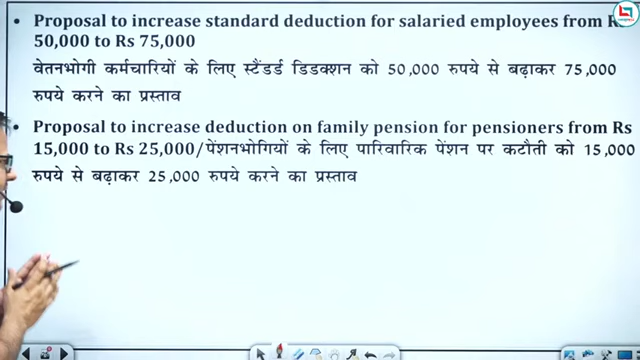 • Proposal to increase standard deduction for salaried employees from Rs
50,000 to Rs 75,000
वेतनभोगी कर्मचारियों के लिए स्टैंडर्ड डिडक्शन को 50,000 रुपये से बढ़ाकर 75,000
रुपये करने का प्रस्ताव
• Proposal to increase deduction on family pension for pensioners from Rs
15,000 to Rs 25,000/पेंशनभोगियों के लिए पारिवारिक पेंशन पर कटौती को 15,000
रुपये से बढ़ाकर 25,000 रुपये करने का प्रस्ताव